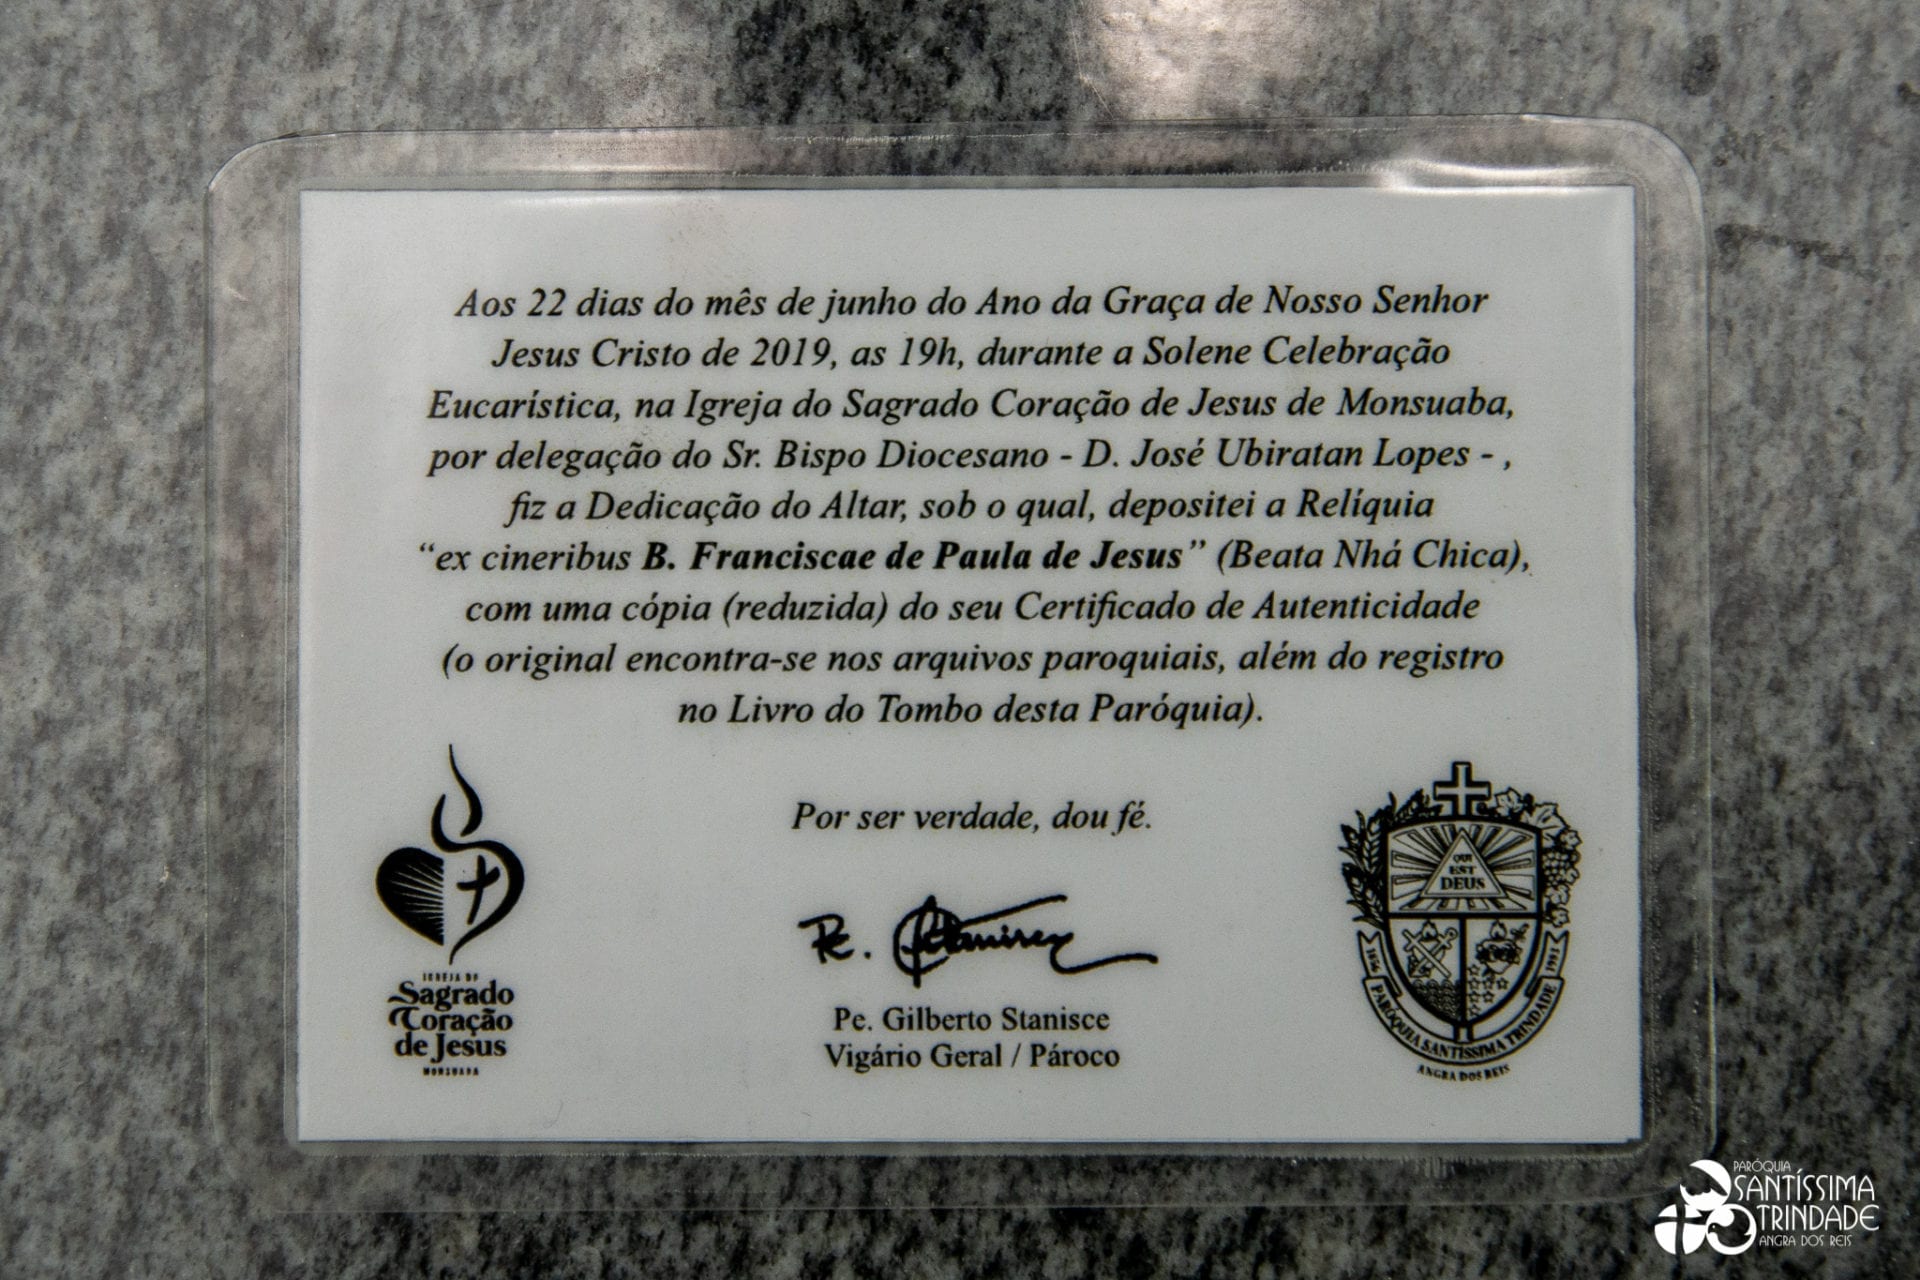 Aos 22 dias do mês de junho do Ano da Graça de Nosso Senhor
Jesus Cristo de 2019, as 19h, durante a Solene Celebração
Eucarística, na Igreja do Sagrado Coração de Jesus de Monsuaba,
por delegação do Sr. Bispo Diocesano - D. José Ubiratan Lopes - ,
fiz a Dedicação do Altar, sob o qual, depositei a Relíquia
“ex cineribus B. Franciscae de Paula de Jesus” (Beata Nhá Chica),
com uma cópia (reduzida) do seu Certificado de Autenticidade
(o original encontra-se nos arquivos paroquiais, além do registro
no Livro do Tombo desta Paróquia).
Por ser verdade, dou fé.
Pe. Stanisce
Pe. Gilberto Stanisce
Vigário Geral / Pároco
IGREJA DO
Sagrado
Coração
de Jesus
MONSUABA
QUI
EST
DEUS
PARÓQUIA SANTÍSSIMA TRINDADE
ANGRA DOS REIS
PARÓQUIA
SANTÍSSIMA
TRINDADE
ANGRA DOS REIS